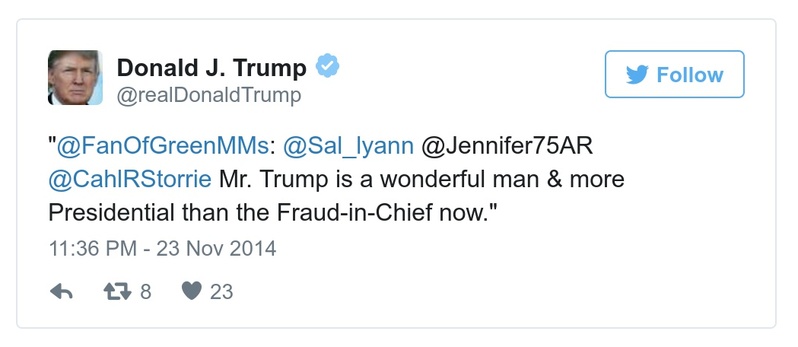 Donald J. Trump
@realDonaldTrump
Follow
"@FanOfGreenMMs: @Sal_lyann @Jennifer75AR
@CahlRStorrie Mr. Trump is a wonderful man & more
Presidential than the Fraud-in-Chief now."
11:36 PM - 23 Nov 2014
8 23